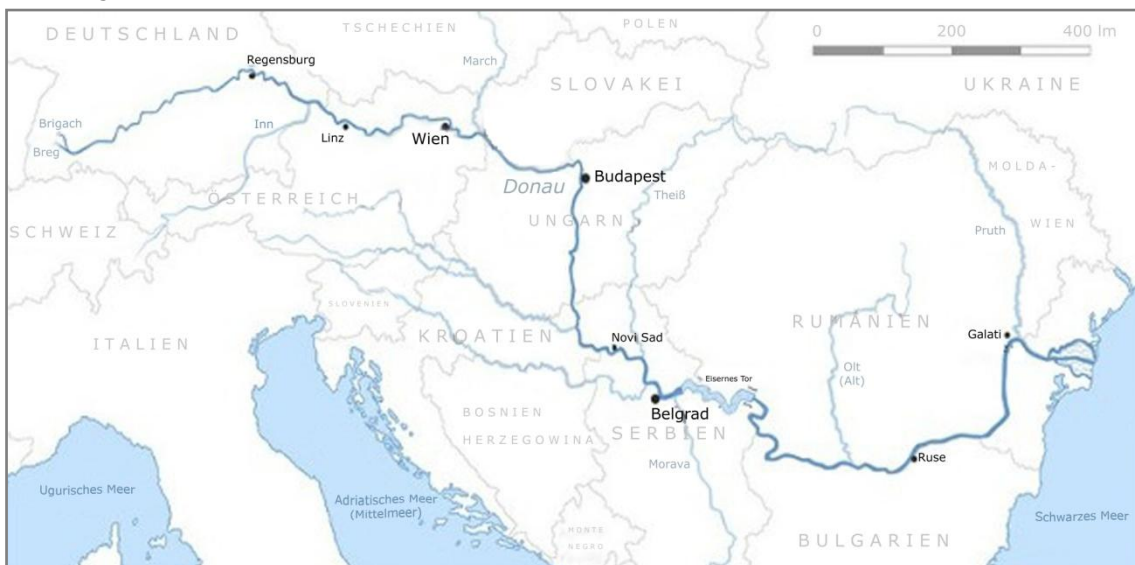 DEUTSCHLAND
TSCHECHIEN
POLEN
0 200 400 lm
Regensburg
March
SLOVAKEI
UKRAINE
Brigach
Breg
Inn
Linz
Wien
Donau
Budapest
Theiß
MOLDA-
WIEN
ÖSTERREICH
UNGARN
SCHWEIZ
Pruth
SLOVENIEN
KROATIEN
Novi Sad
RUMÄNIEN
Galati
ITALIEN
Eisernes Tor
Olt
(Alt)
BOSNIEN
HERZEGOWINA
Belgrad
SERBIEN
Morava
Ruse
Ugurisches Meer
Adriatisches Meer
(Mittelmeer)
Schwarzes Meer
MONTE
NEGRO
BULGARIEN